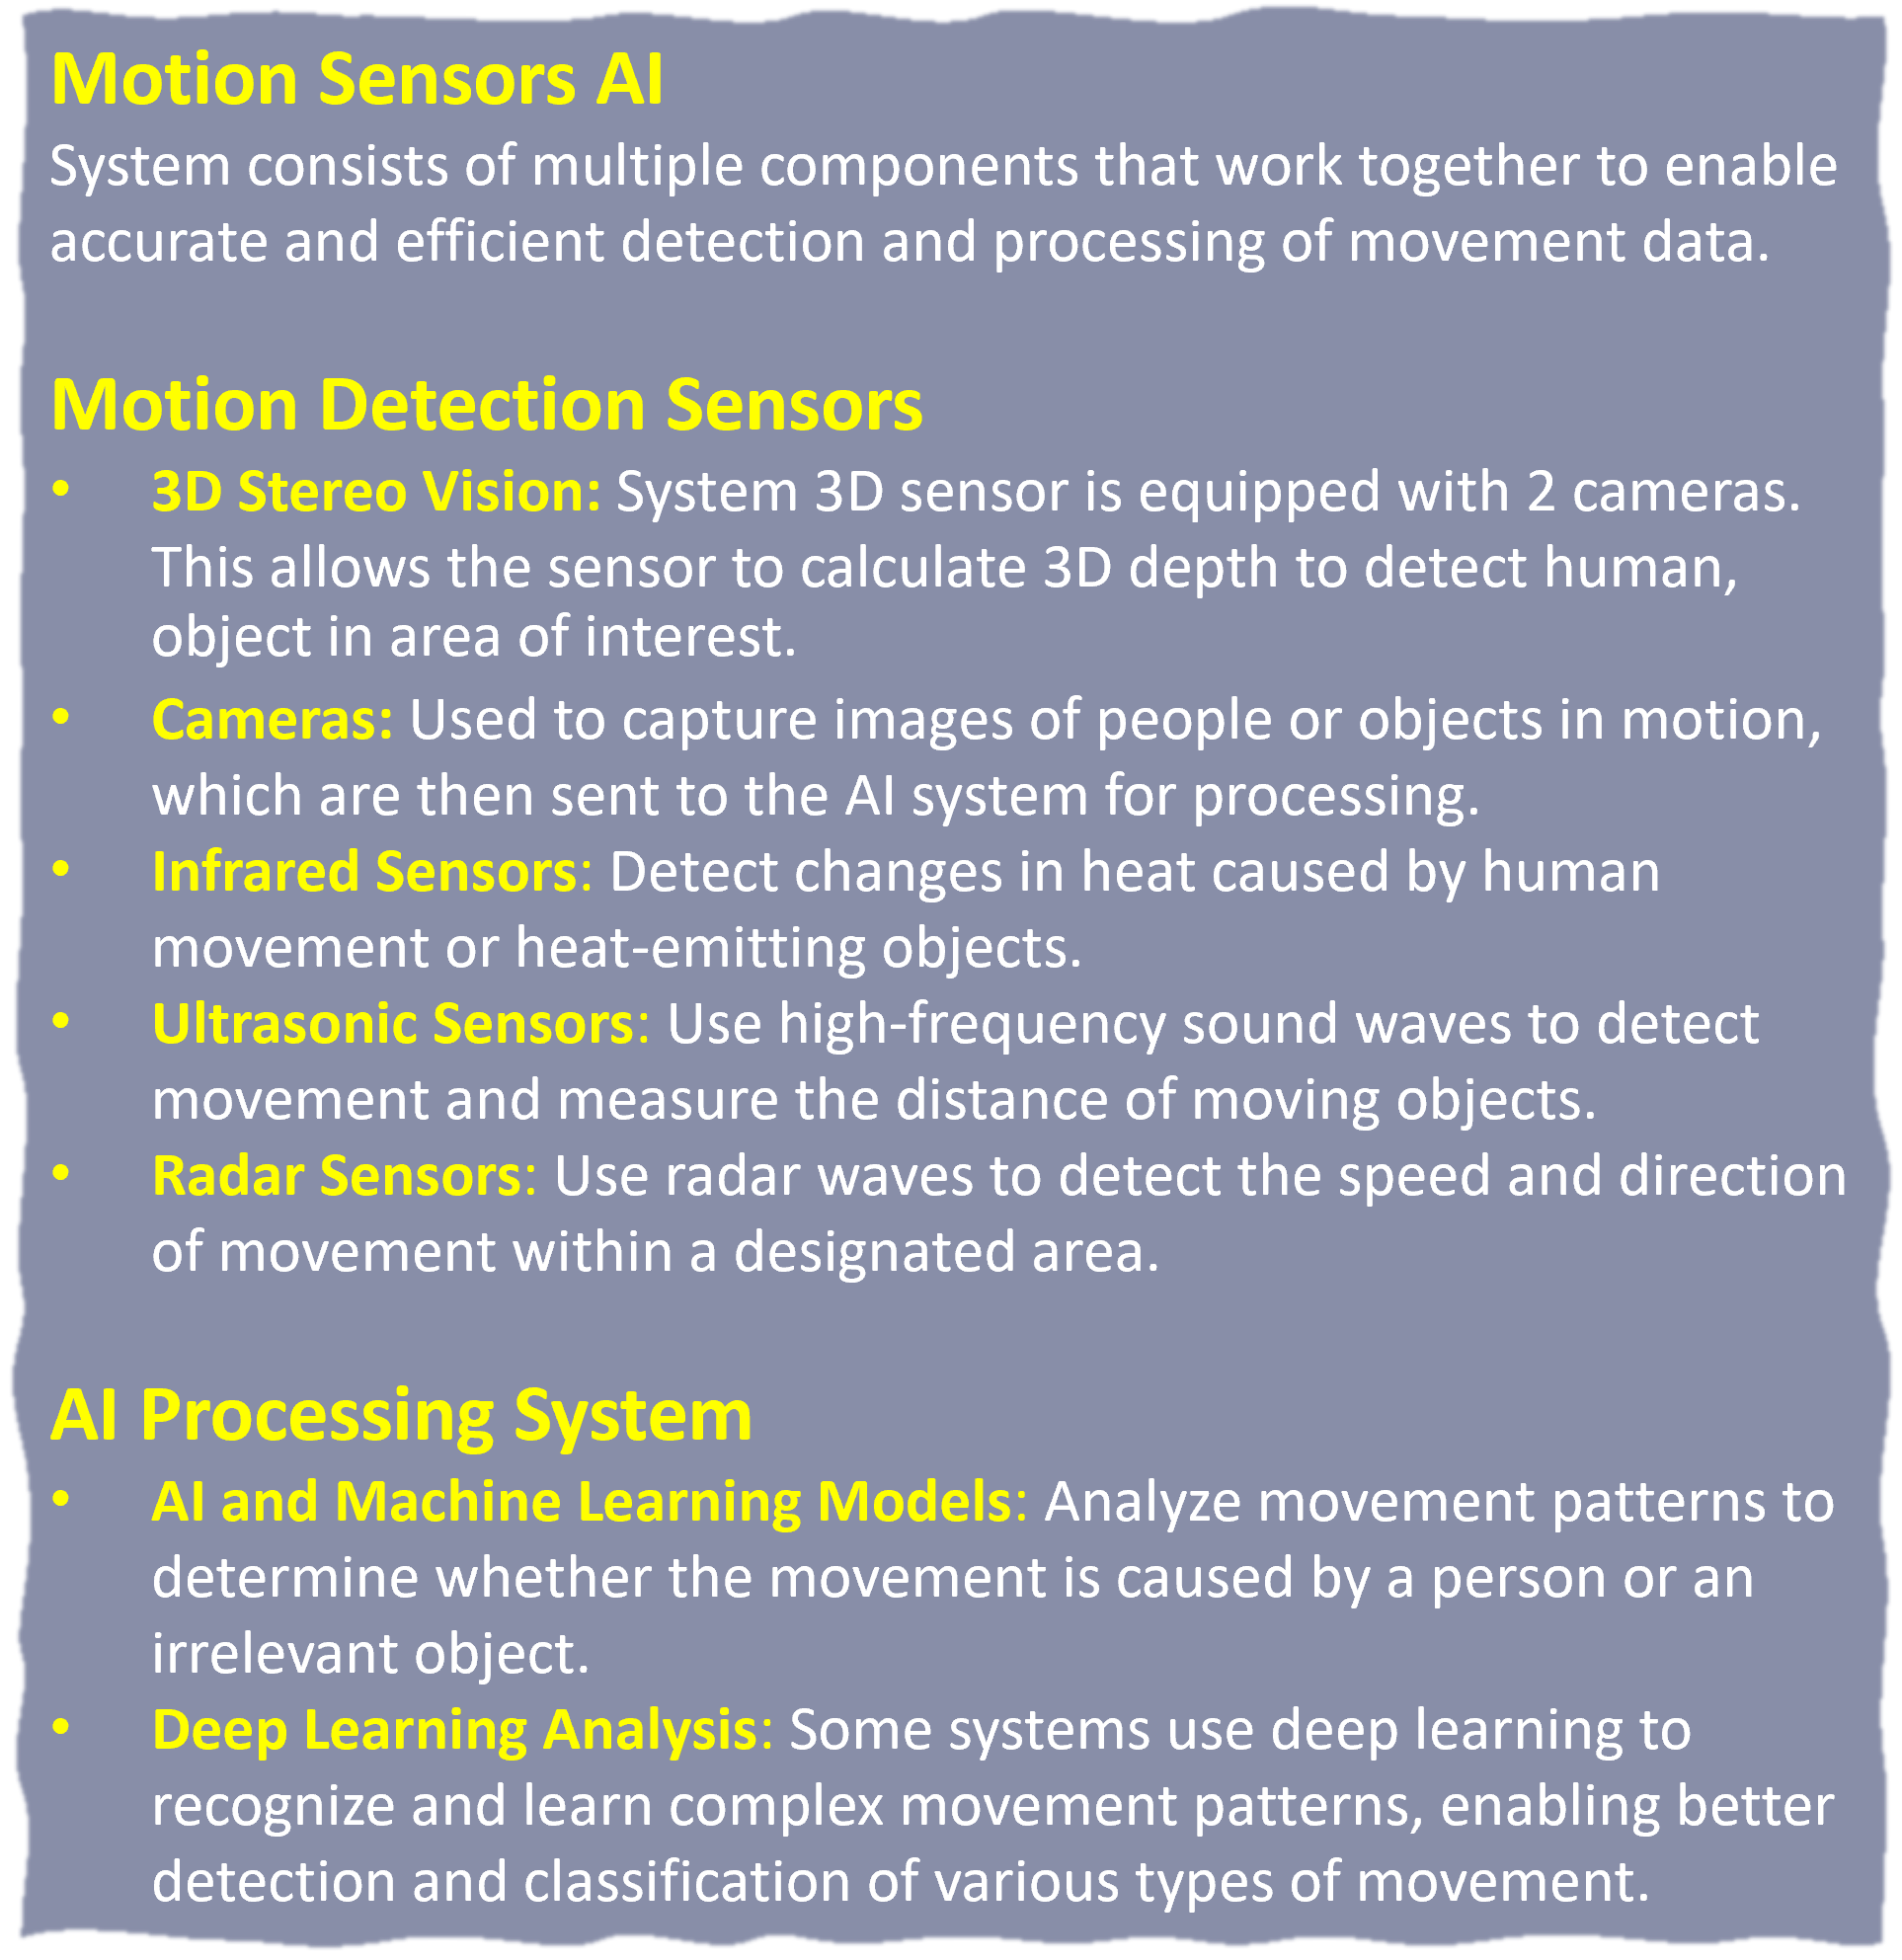 Motion Sensors AI
System consists of multiple components that work together to enable
accurate and efficient detection and processing of movement data.
Motion Detection Sensors
• 3D Stereo Vision: System 3D sensor is equipped with 2 cameras.
This allows the sensor to calculate 3D depth to detect human,
object in area of interest.
• Cameras: Used to capture images of people or objects in motion,
which are then sent to the AI system for processing.
• Infrared Sensors: Detect changes in heat caused by human
movement or heat-emitting objects.
• Ultrasonic Sensors: Use high-frequency sound waves to detect
movement and measure the distance of moving objects.
• Radar Sensors: Use radar waves to detect the speed and direction
of movement within a designated area.
AI Processing System
• AI and Machine Learning Models: Analyze movement patterns to
determine whether the movement is caused by a person or an
irrelevant object.
• Deep Learning Analysis: Some systems use deep learning to
recognize and learn complex movement patterns, enabling better
detection and classification of various types of movement.